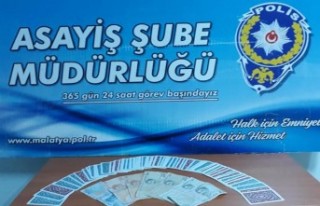 ASAYİŞ ŞUBE
MÜDÜRLÜĞÜ
365 gün 24 saat görev başındayız
POLİS
Halk için Emniyet
Adalet için Hizmet
www.malatya.pol.tr